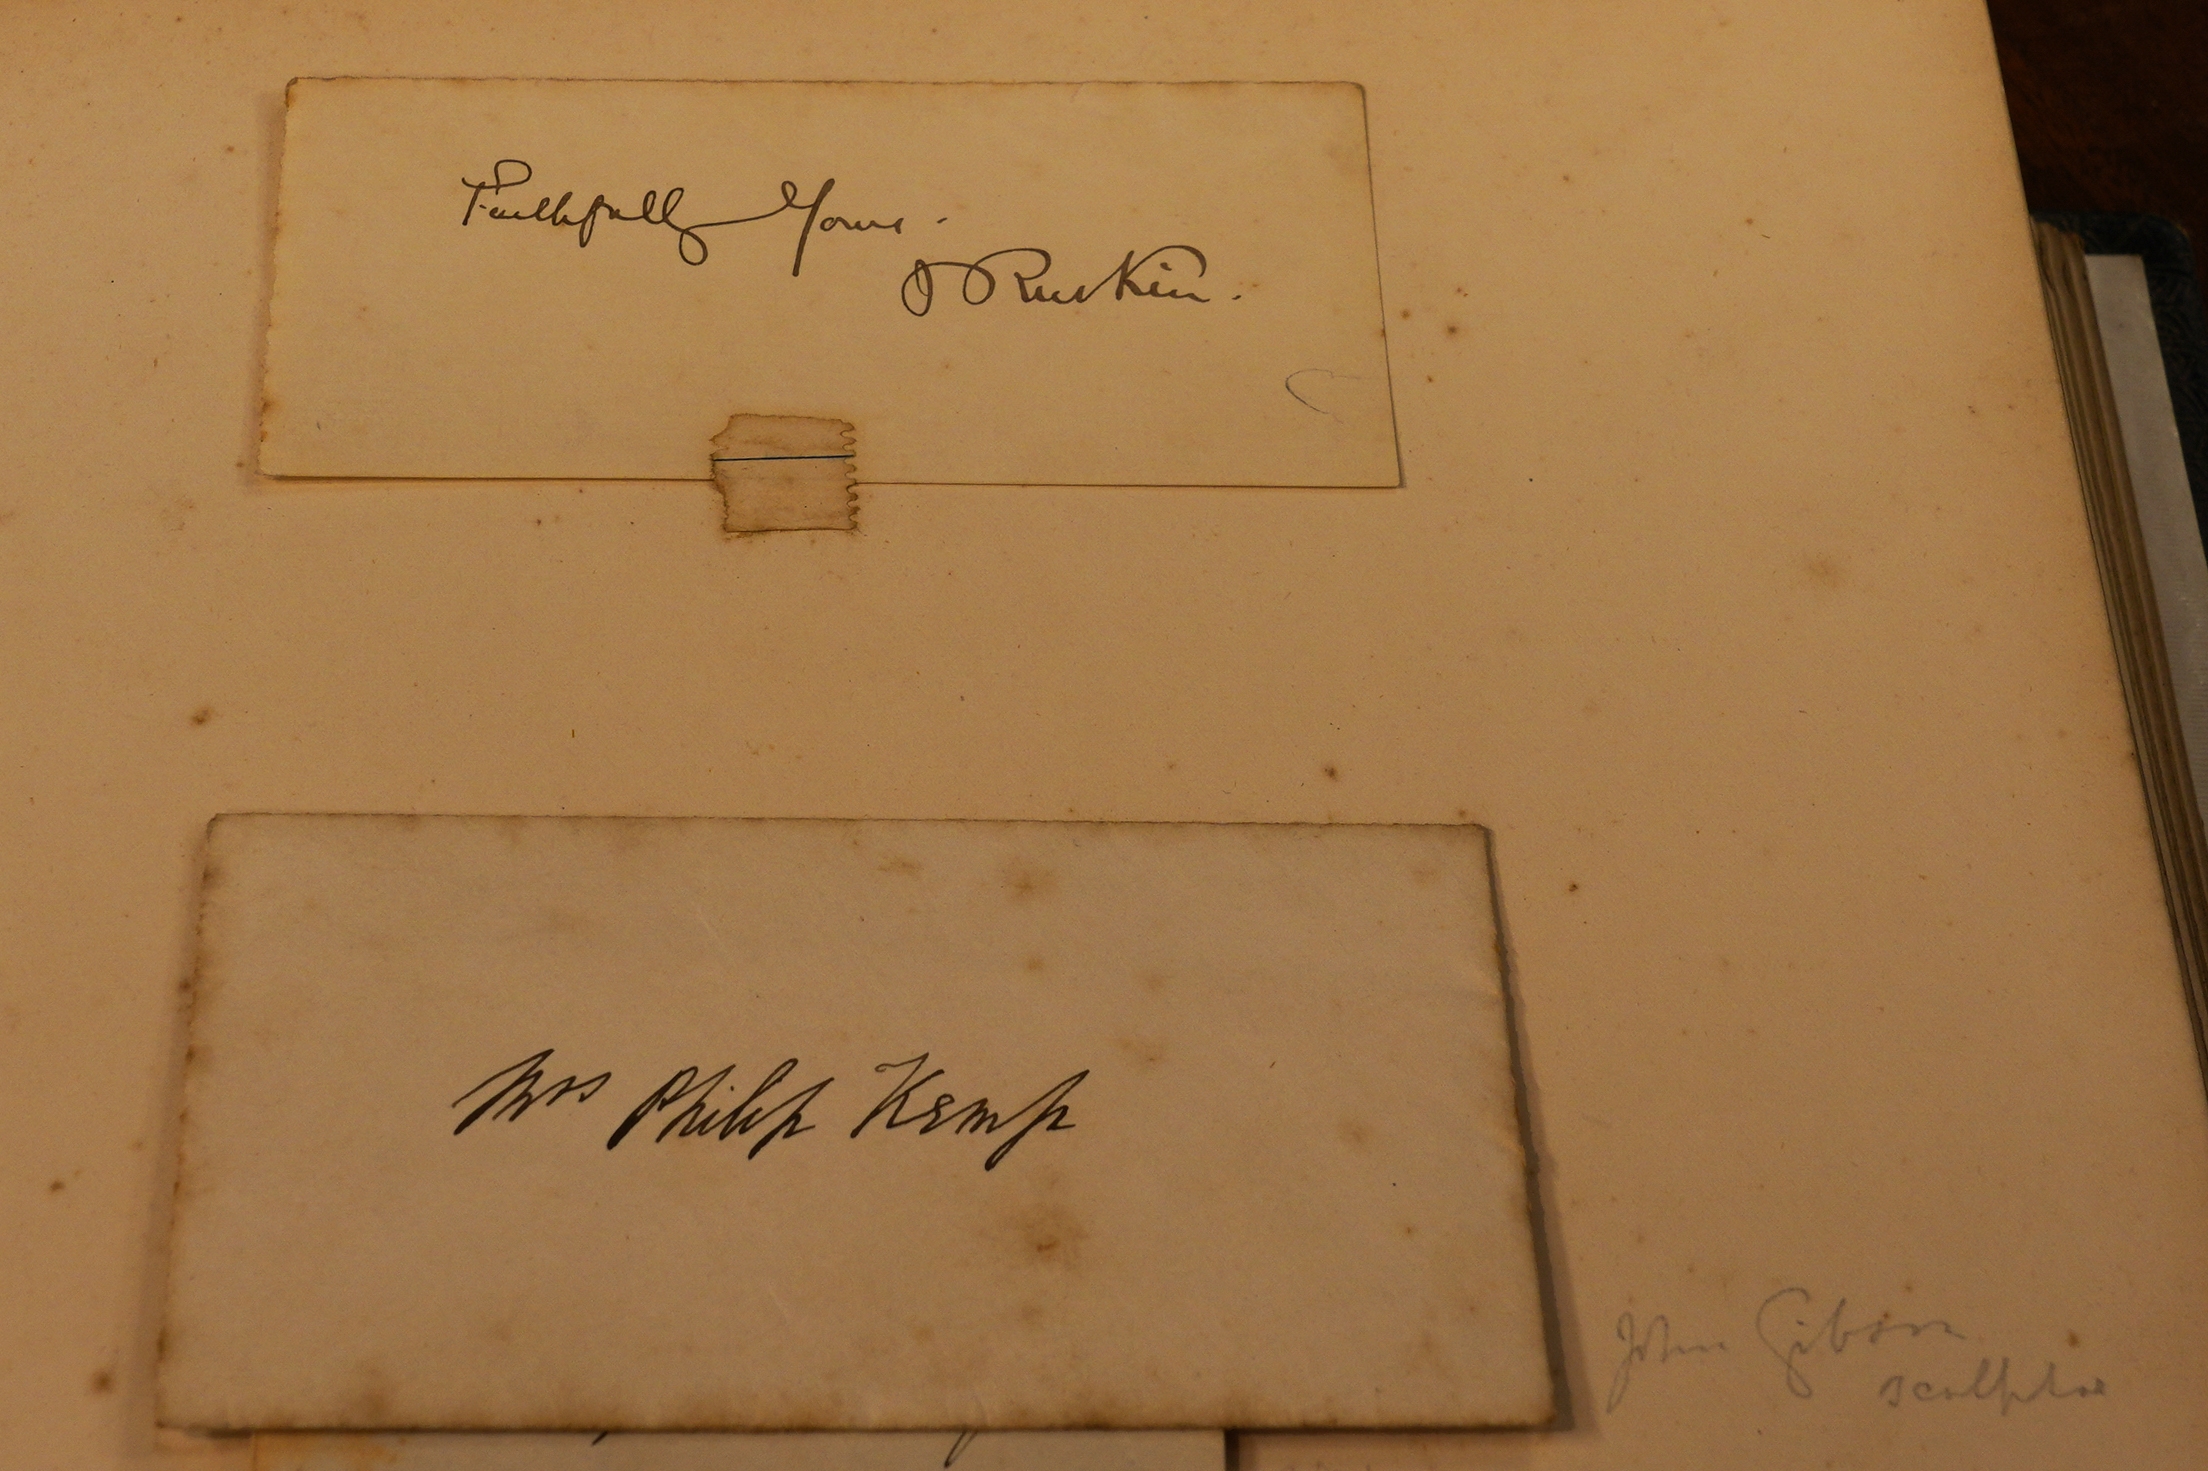 Faithfully Yours.
J Ruskin.
Mrs Philip Kemp
John Gibson
sculptor